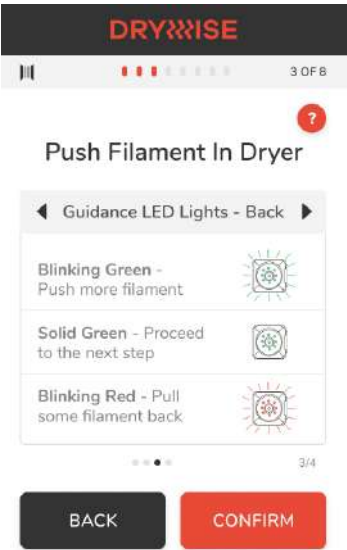 DRYWISE
3 OF 8
?
Push Filament In Dryer
Guidance LED Lights - Back
Blinking Green -
Push more filament
Solid Green - Proceed
to the next step
Blinking Red - Pull
some filament back
3/4
BACK
CONFIRM